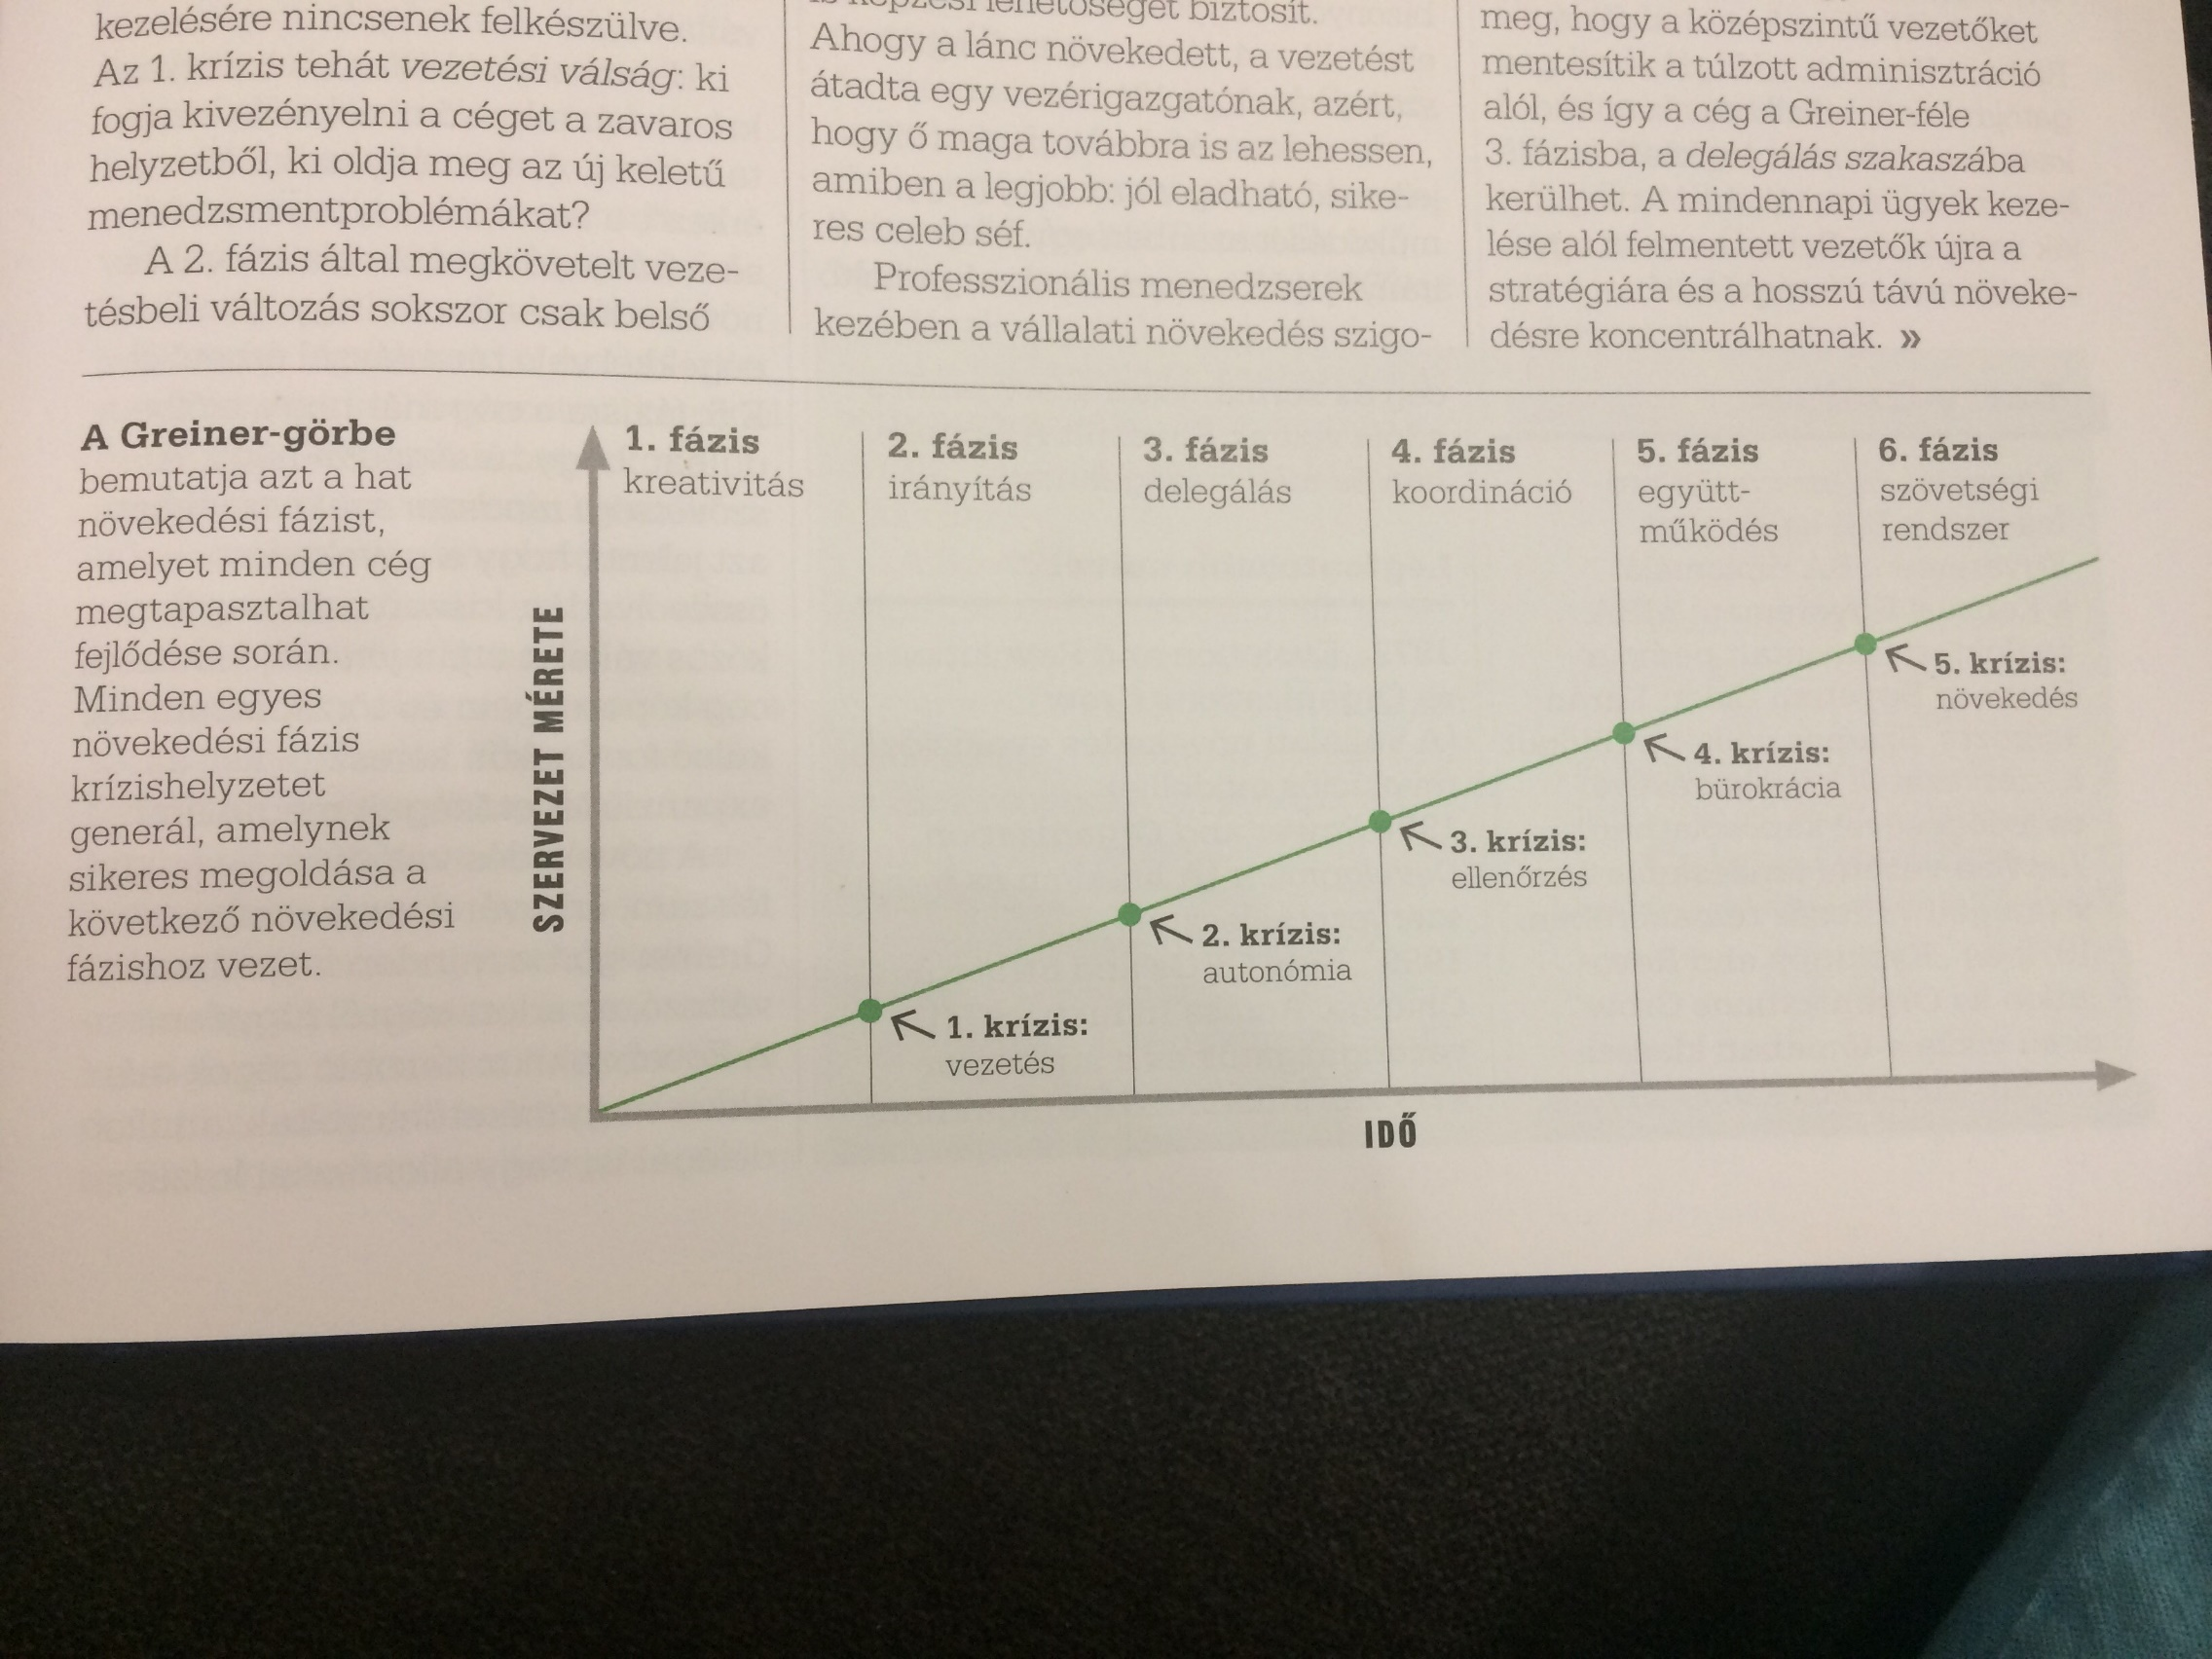 kezelésére nincsenek felkészülve.
Az 1. krízis tehát vezetési válság: ki
fogja kivezényelni a céget a zavaros
helyzetből, ki oldja meg az új keletű
menedzsmentproblémákat?
A 2. fázis által megkövetelt veze-
tésbeli változás sokszor csak belső
is képzési lehetőséget biztosít.
Ahogy a lánc növekedett, a vezetést
átadta egy vezérigazgatónak, azért,
hogy ő maga továbbra is az lehessen,
amiben a legjobb: jól eladható, sike-
res celeb séf.
Professzionális menedzserek
kezében a vállalati növekedés szigo-
meg, hogy a középszintű vezetőket
mentesítik a túlzott adminisztráció
alól, és így a cég a Greiner-féle
3. fázisba, a delegálás szakaszába
kerülhet. A mindennapi ügyek keze-
lése alól felmentett vezetők újra a
stratégiára és a hosszú távú növeke-
désre koncentrálhatnak. »
A Greiner-görbe
bemutatja azt a hat
növekedési fázist,
amelyet minden cég
megtapasztalhat
fejlődése során.
Minden egyes
növekedési fázis
krízishelyzetet
generál, amelynek
sikeres megoldása a
következő növekedési
fázishoz vezet.
SZERVEZET MÉRETE
1. fázis
kreativitás
2. fázis
irányítás
3. fázis
delegálás
4. fázis
koordináció
5. fázis
együtt-
működés
6. fázis
szövetségi
rendszer
1. krízis:
vezetés
2. krízis:
autonómia
3. krízis:
ellenőrzés
4. krízis:
bürokrácia
5. krízis:
növekedés
IDŐ